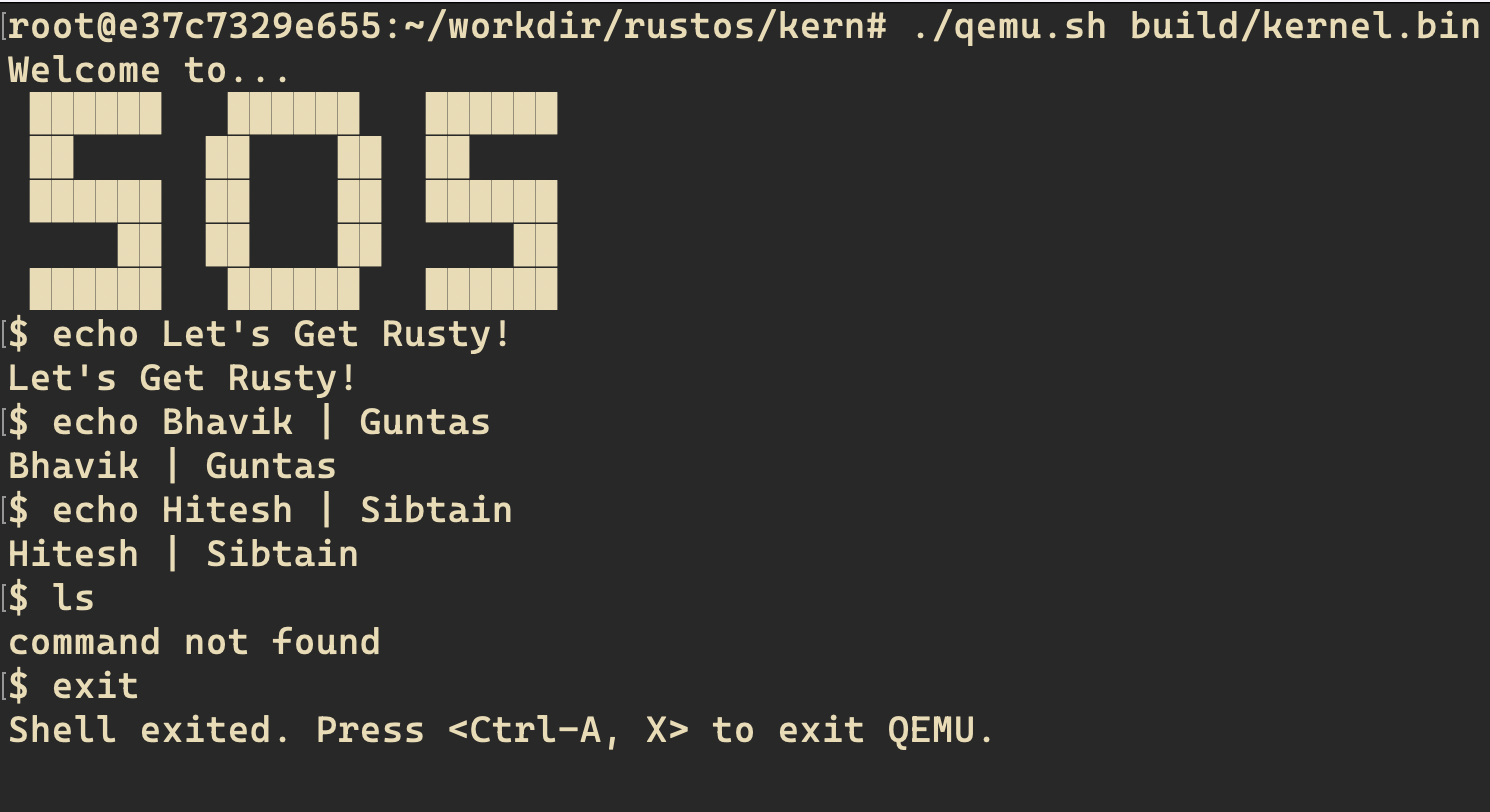 root@e37c7329e655:~/workdir/rustos/kern# ./qemu.sh build/kernel.bin
Welcome to...
SOS
$ echo Let's Get Rusty!
Let's Get Rusty!
$ echo Bhavik | Guntas
Bhavik | Guntas
$ echo Hitesh | Sibtain
Hitesh | Sibtain
$ ls
command not found
$ exit
Shell exited. Press <Ctrl-A, X> to exit QEMU.